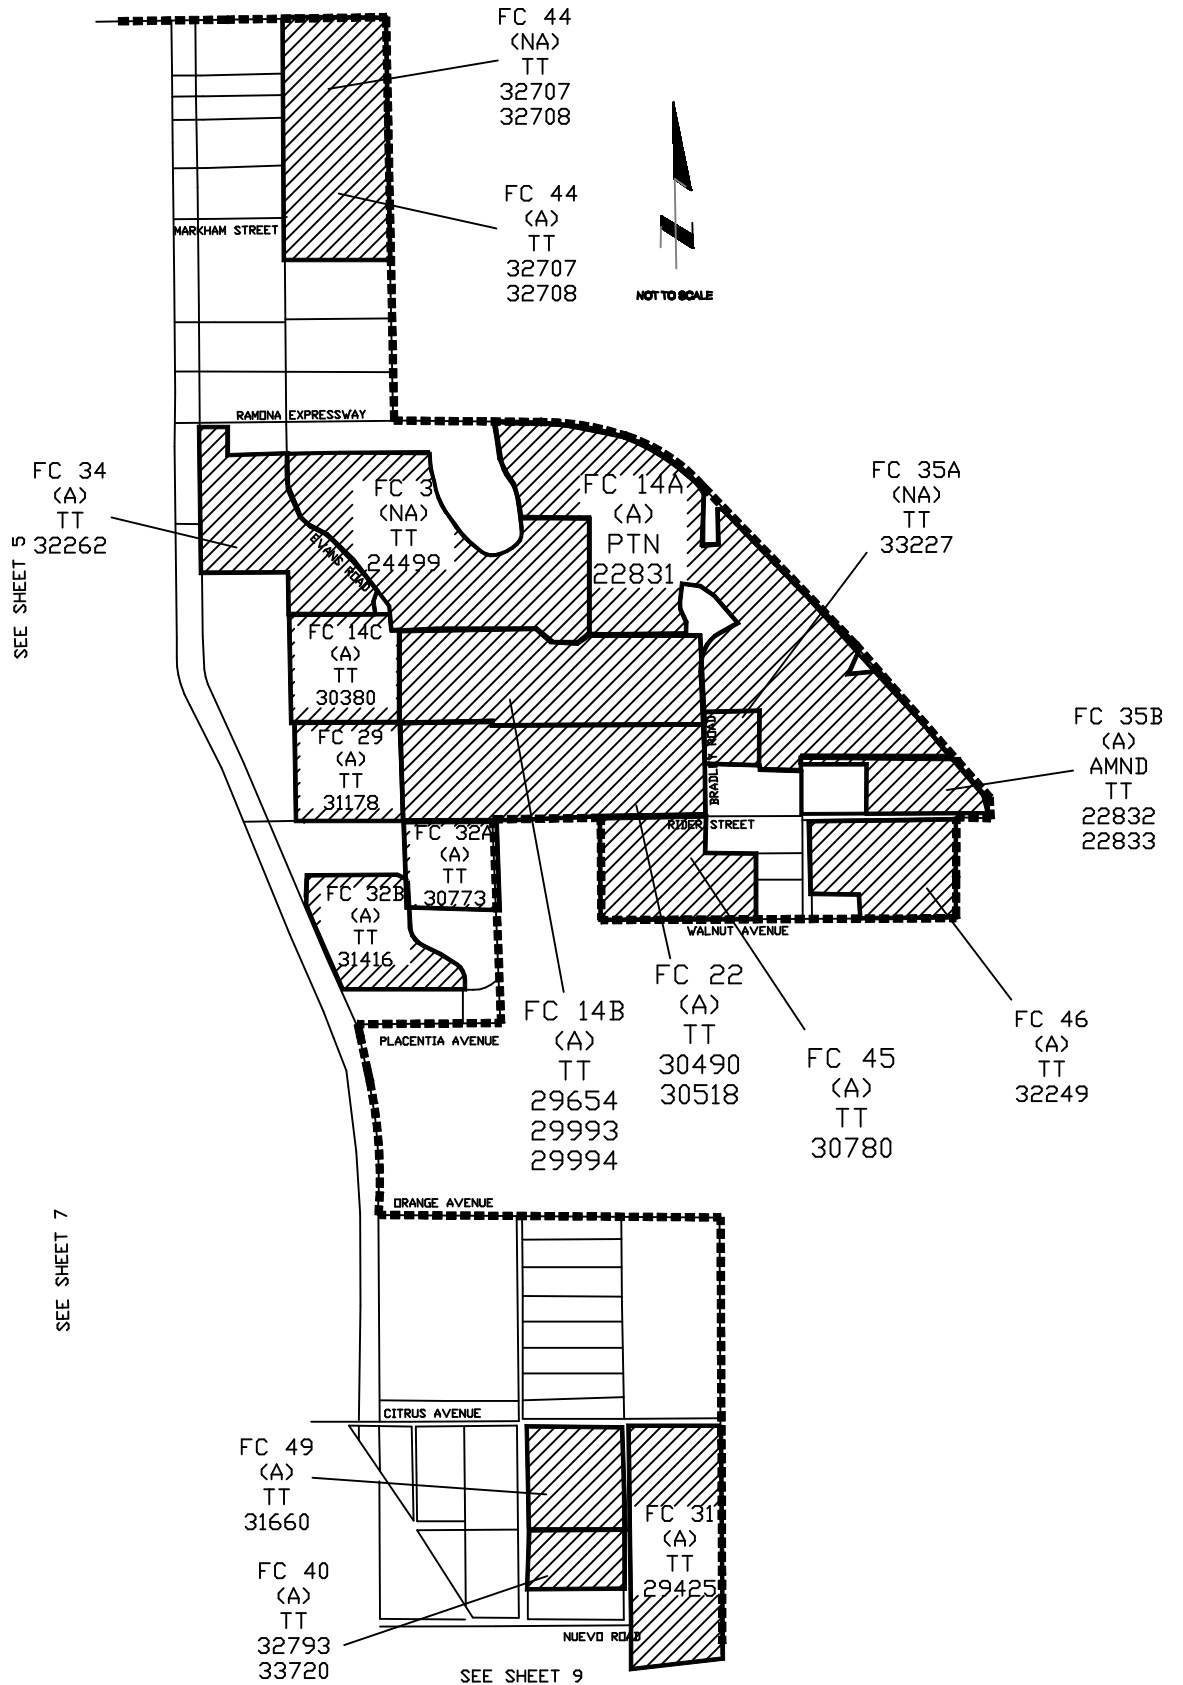 FC 44
(NA)
TT
32707
32708
FC 44
(A)
TT
32707
32708
MARKHAM STREET
NOT TO SCALE
RAMONA EXPRESSWAY
FC 34
(A)
TT
32262
FC 3
(NA)
TT
24499
EVANS ROAD
FC 14A
(A)
PTN
22831
FC 35A
(NA)
TT
33227
SEE SHEET 5
FC 14C
(A)
TT
30380
FC 29
(A)
TT
31178
BRADLEY ROAD
FC 35B
(A)
AMND
TT
22832
22833
RIDER STREET
FC 32A
(A)
TT
30773
FC 32B
(A)
TT
31416
WALNUT AVENUE
PLACENTIA AVENUE
FC 14B
(A)
TT
29654
29993
29994
FC 22
(A)
TT
30490
30518
FC 45
(A)
TT
30780
FC 46
(A)
TT
32249
ORANGE AVENUE
SEE SHEET 7
CITRUS AVENUE
FC 49
(A)
TT
31660
FC 31
(A)
TT
29425
FC 40
(A)
TT
32793
33720
NUEVO ROAD
SEE SHEET 9